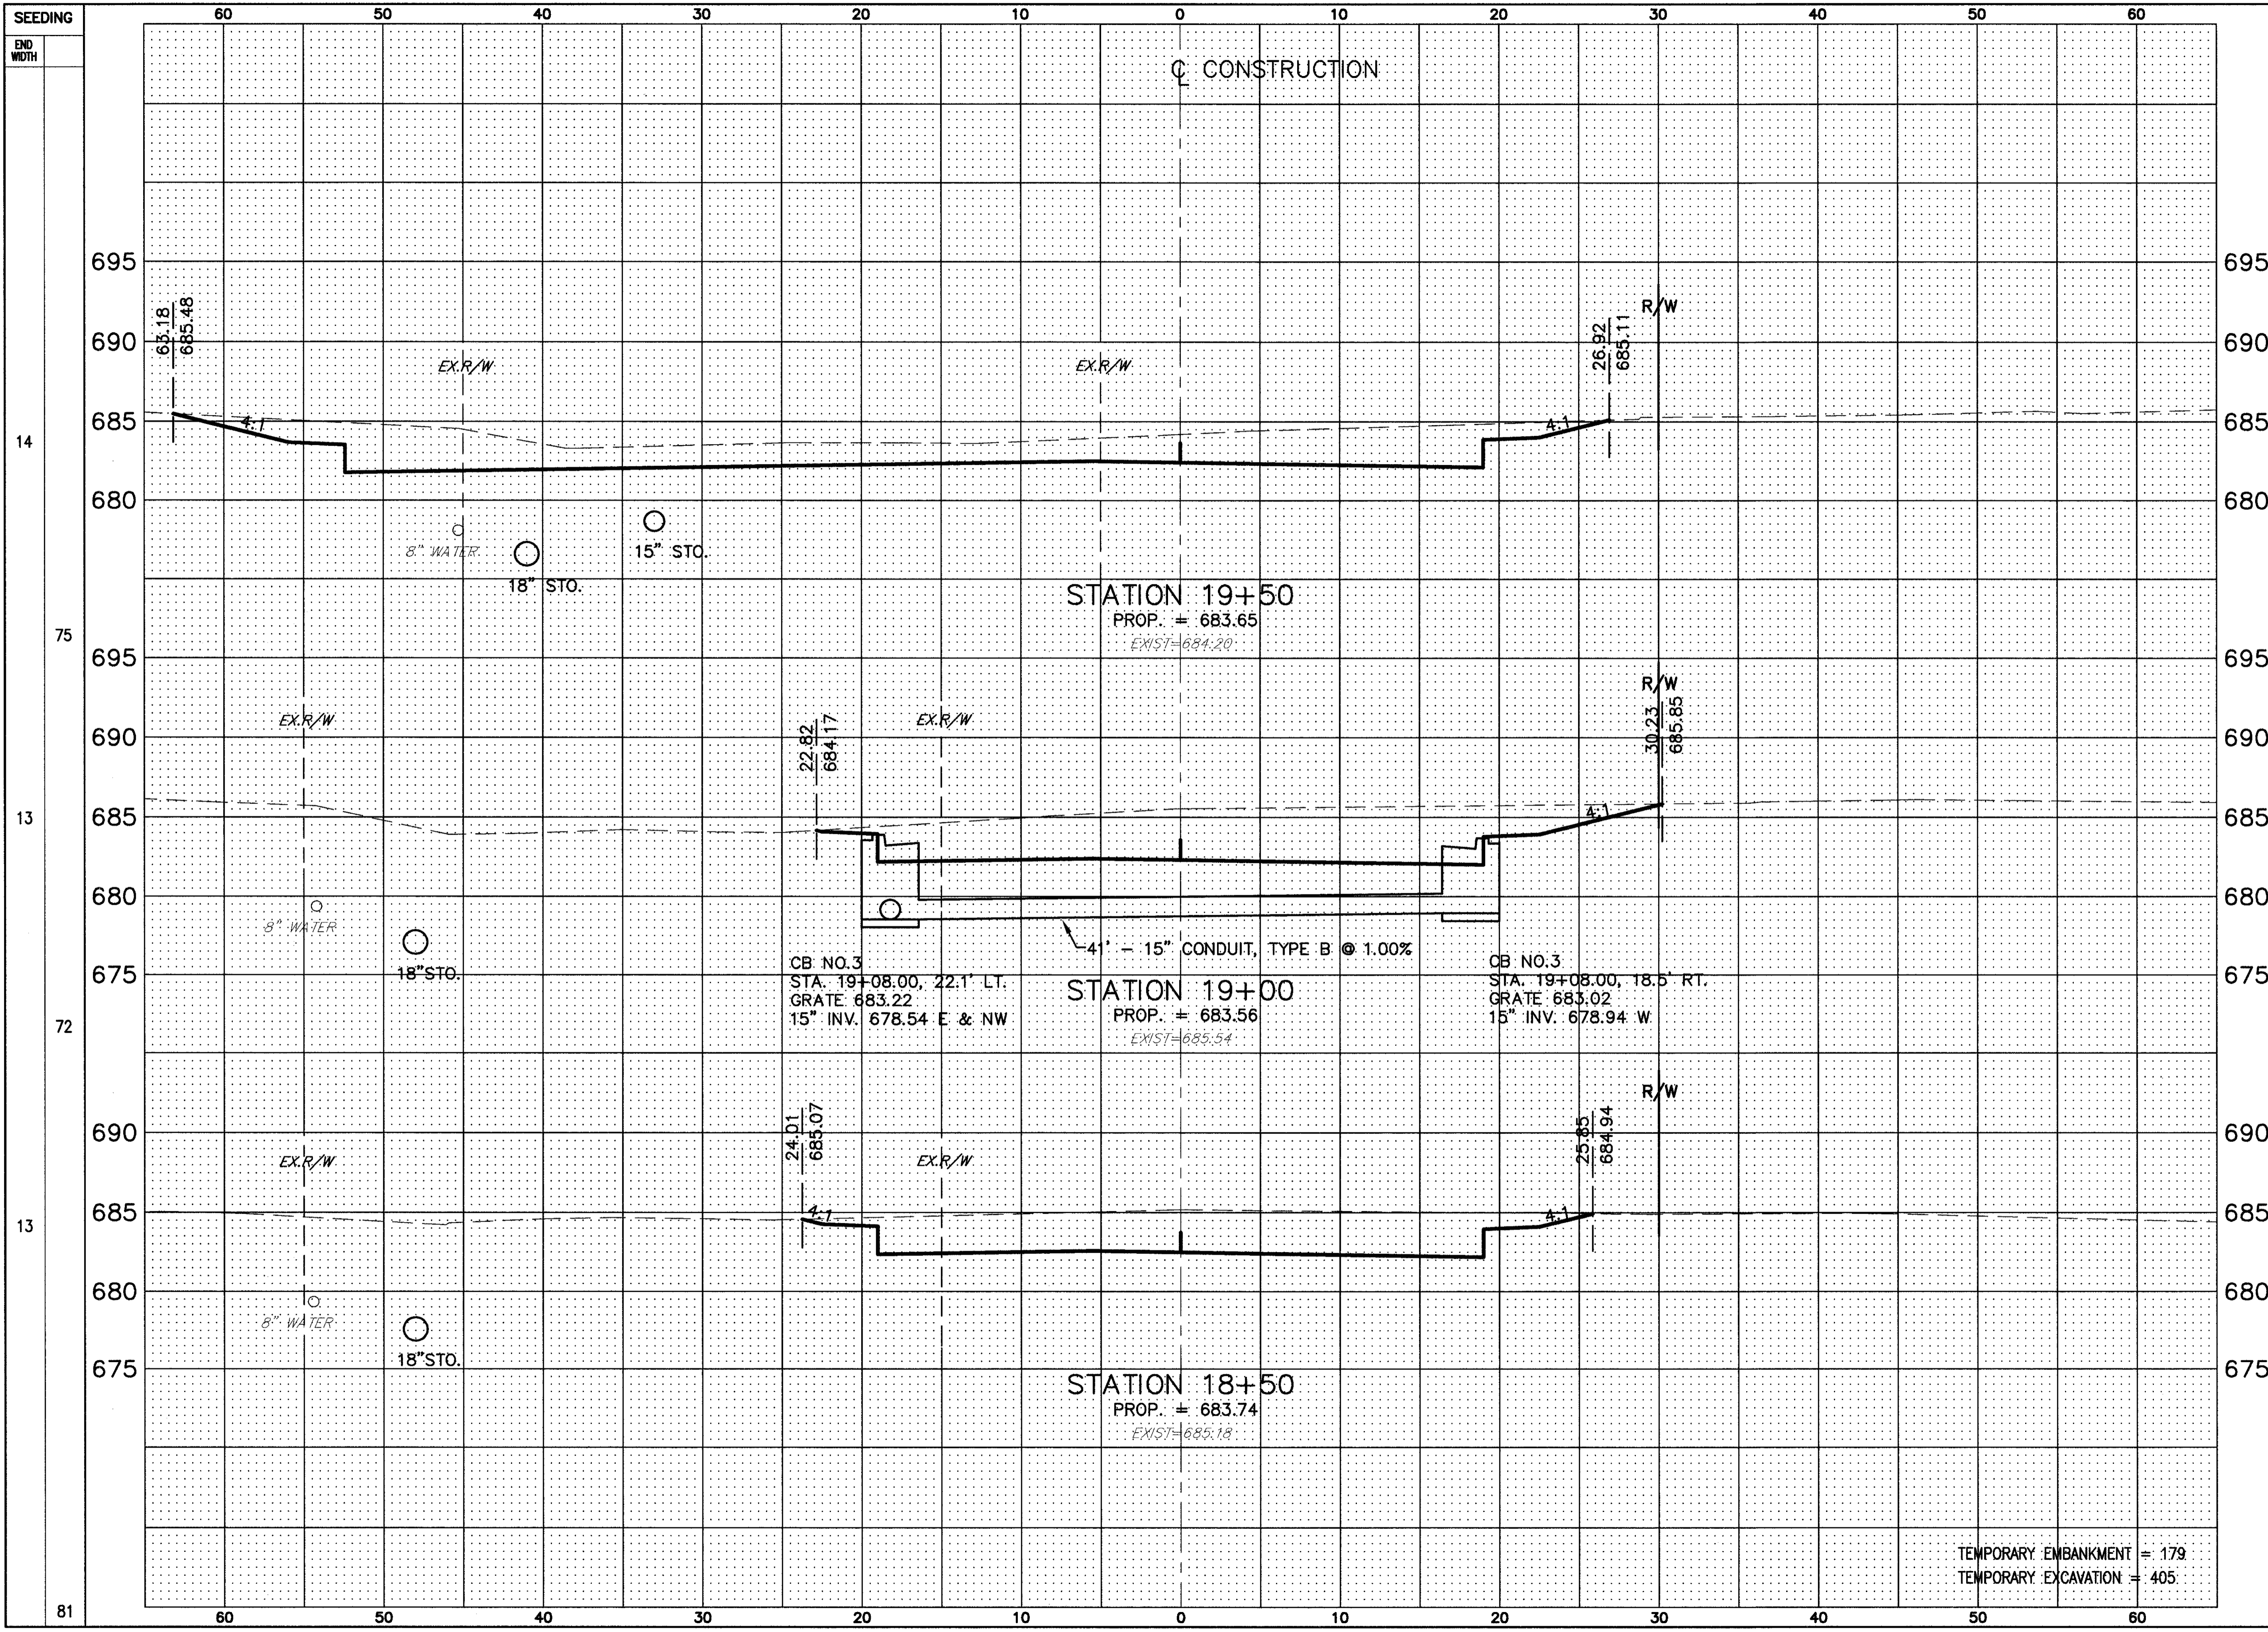 SEEDING
END
WIDTH
60 50 40 30 20 10 0 10 20 30 40 50 60
℄ CONSTRUCTION
695 695
63.18
685.48
26.92
685.11
R/W
690 690
EX.R/W EX.R/W
4:1 4:1
685 685
14
680 680
8" WATER
18" STO.
15" STO.
STATION 19+50
PROP. = 683.65
EXIST=684.20
75
695 695
R/W
EX.R/W EX.R/W
22.82
684.17
30.23
685.85
690 690
4:1
13
685 685
680 680
8" WATER
18"STO.
41' - 15" CONDUIT, TYPE B @ 1.00%
675 675
CB NO.3
STA. 19+08.00, 22.1' LT.
GRATE 683.22
15" INV. 678.54 E & NW
STATION 19+00
PROP. = 683.56
EXIST=685.54
CB NO.3
STA. 19+08.00, 18.5' RT.
GRATE 683.02
15" INV. 678.94 W
72
R/W
24.01
685.07
25.85
684.94
690 690
EX.R/W EX.R/W
4:1 4:1
13
685 685
680 680
8" WATER
18"STO.
675 675
STATION 18+50
PROP. = 683.74
EXIST=685.18
TEMPORARY EMBANKMENT = 179
TEMPORARY EXCAVATION = 405
81
60 50 40 30 20 10 0 10 20 30 40 50 60